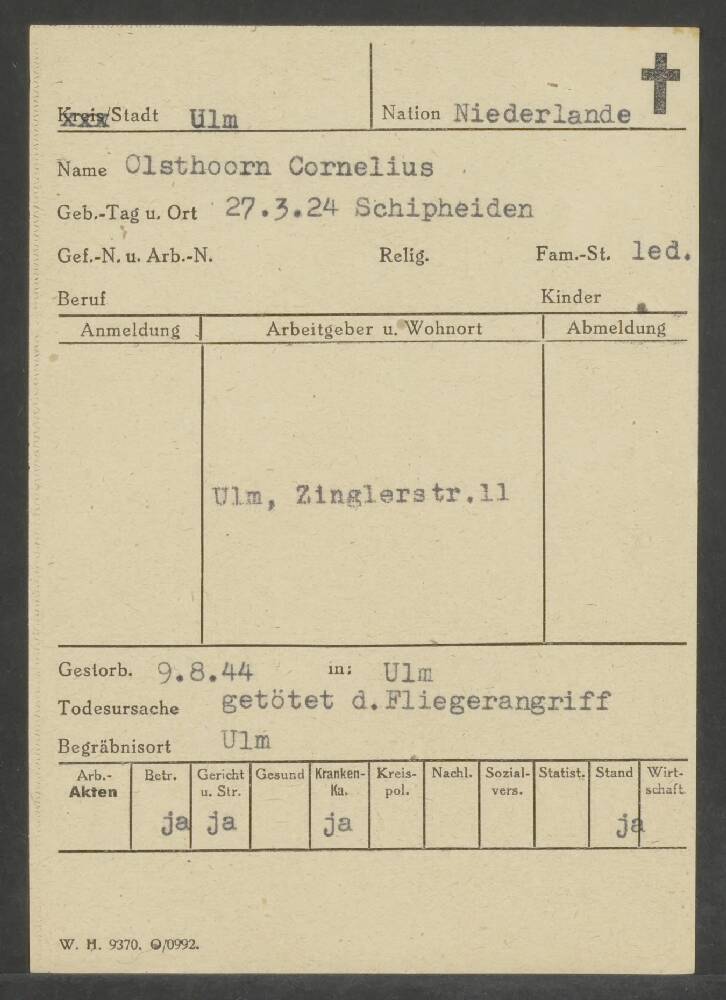 Kreis/Stadt Ulm Nation Niederlande
Name Olsthoorn Cornelius
Geb.-Tag u. Ort 27.3.24 Schipheiden
Gef.-N. u. Arb.-N. Relig. Fam.-St. led.
Beruf Kinder
Anmeldung Arbeitgeber u. Wohnort Abmeldung
Ulm, Zinglerstr.11
Gestorb. 9.8.44 in: Ulm
Todesursache getötet d.Fliegerangriff
Begräbnisort Ulm
Arb.- Betr. Gericht Gesund Kranken- Kreis- Nachl. Sozial- Statist. Stand Wirt-
Akten u. Str. Ka. pol. vers. schaft
ja ja ja ja
W. H. 9370. O/0992.